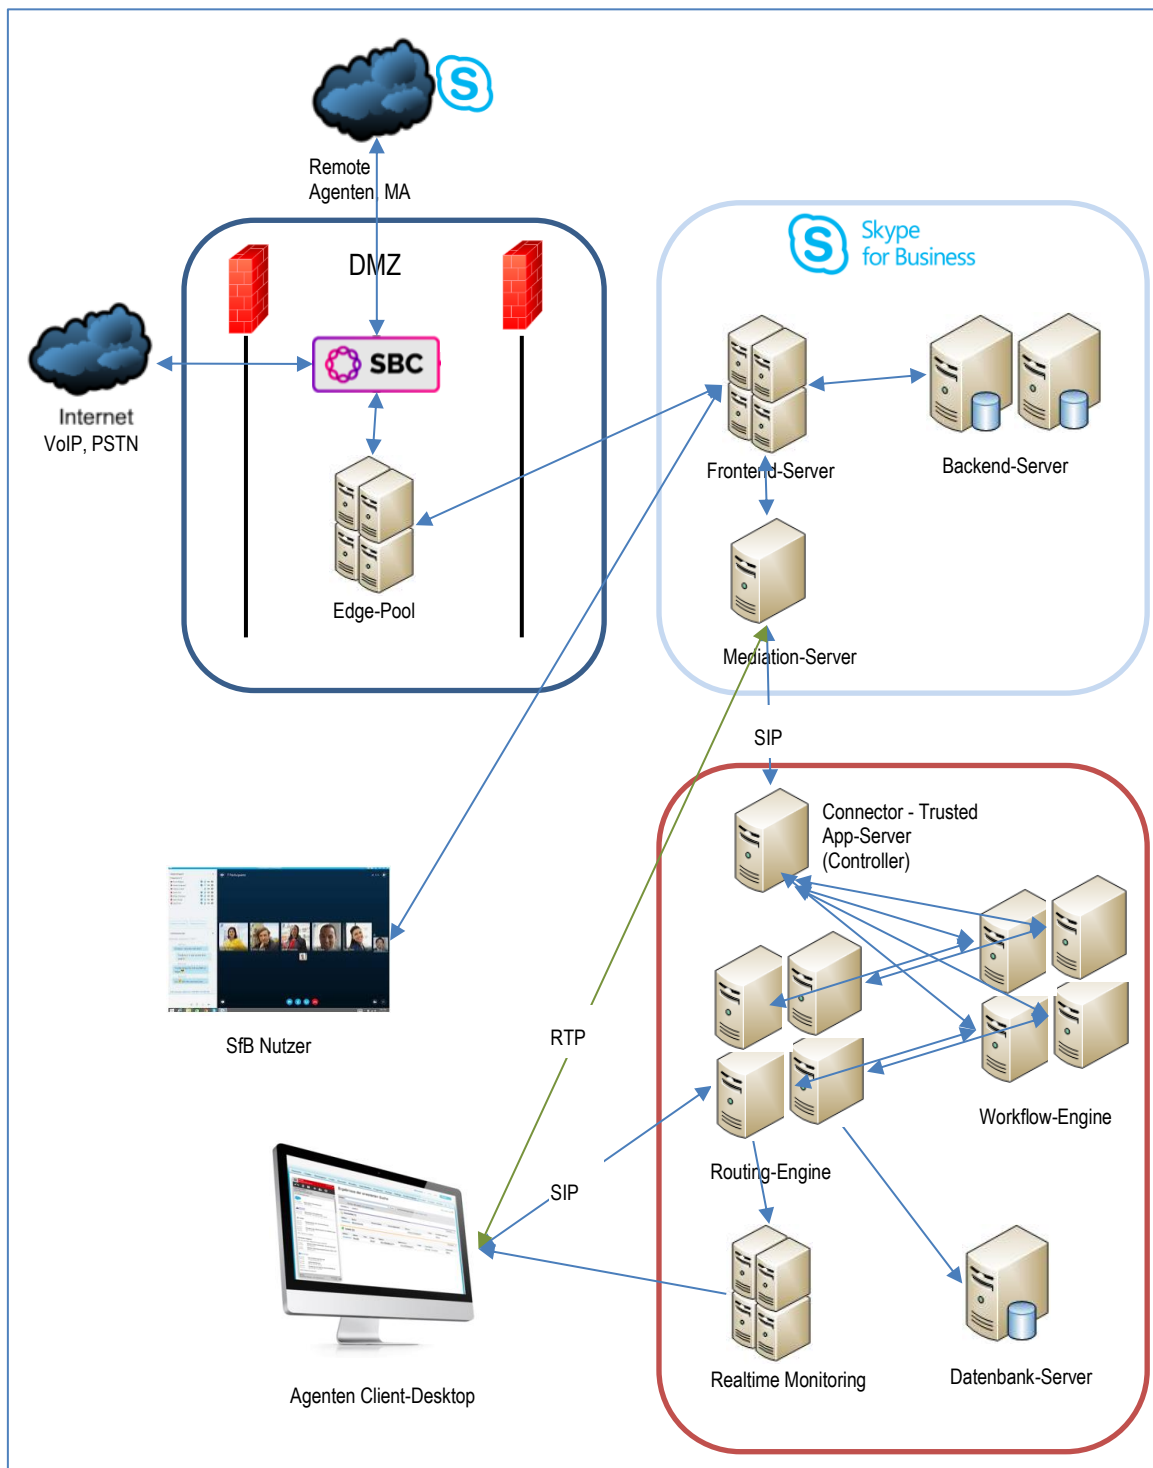 Remote
Agenten, MA
DMZ
Skype
for Business
SBC
Internet
VoIP, PSTN
Frontend-Server
Backend-Server
Edge-Pool
Mediation-Server
SIP
Connector - Trusted
App-Server
(Controller)
SfB Nutzer
RTP
Workflow-Engine
Routing-Engine
SIP
Agenten Client-Desktop
Realtime Monitoring
Datenbank-Server